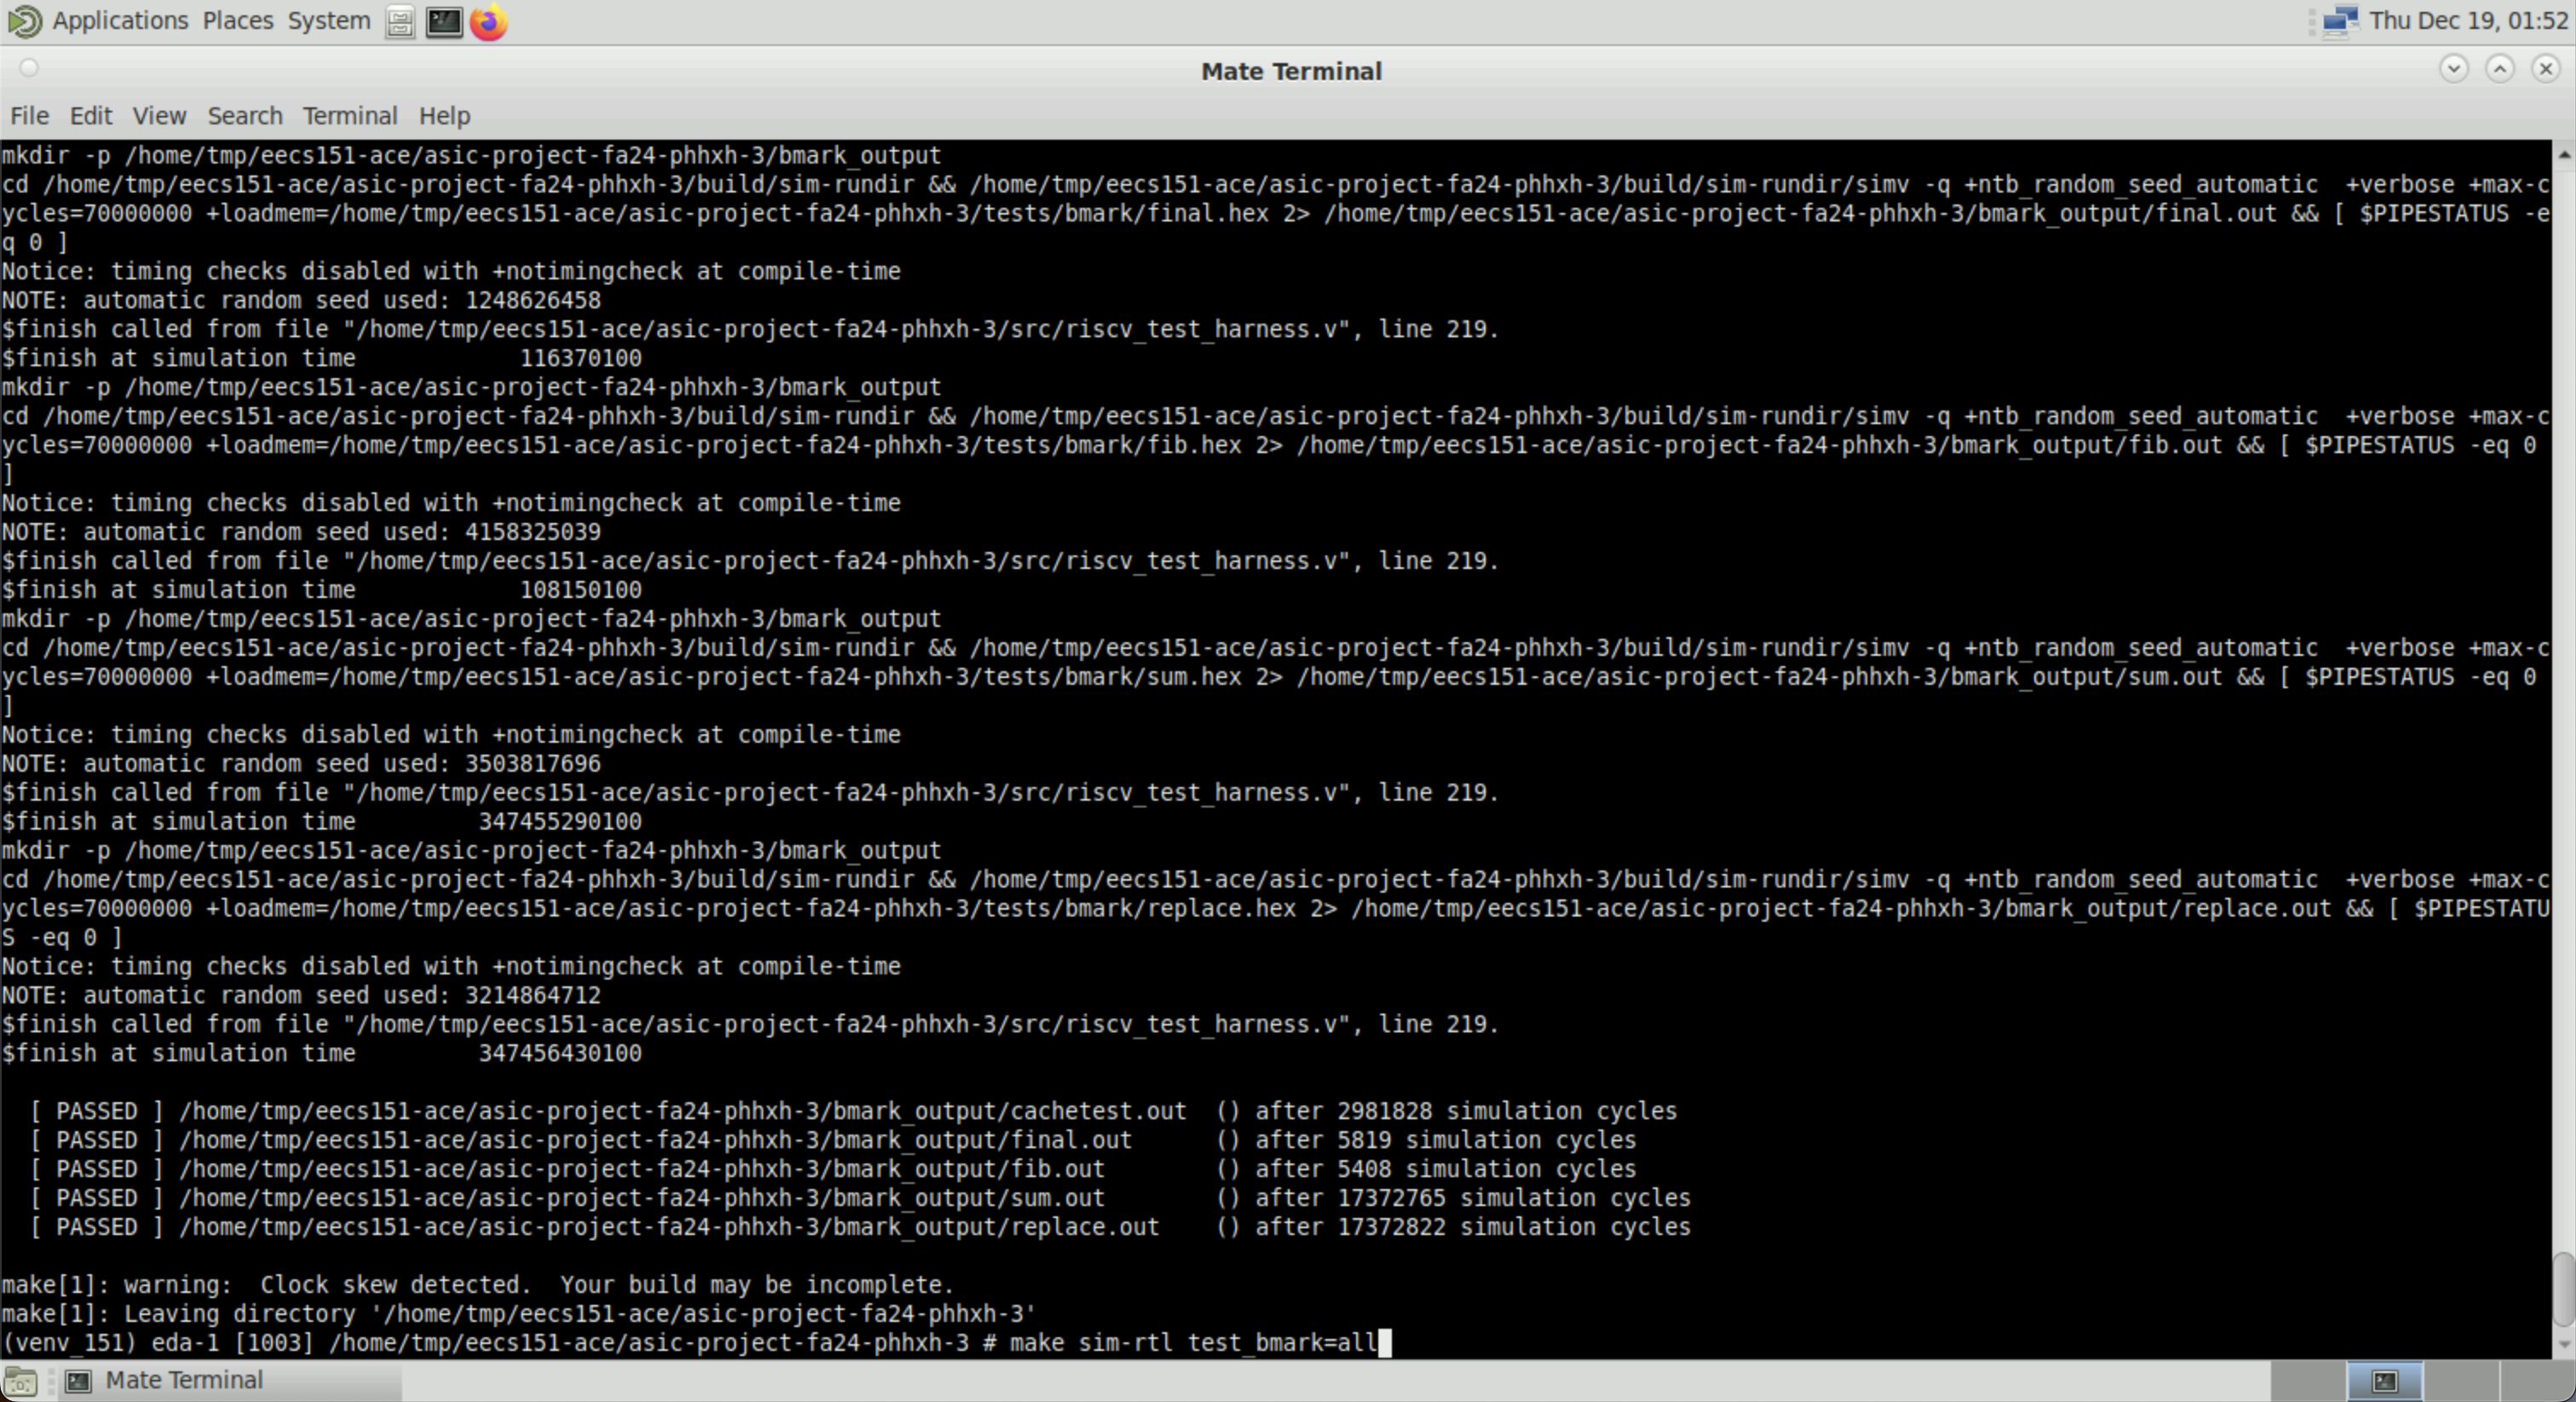 Applications Places System Thu Dec 19, 01:52
Mate Terminal
File Edit View Search Terminal Help
mkdir -p /home/tmp/eecs151-ace/asic-project-fa24-phhxh-3/bmark_output
cd /home/tmp/eecs151-ace/asic-project-fa24-phhxh-3/build/sim-rundir && /home/tmp/eecs151-ace/asic-project-fa24-phhxh-3/build/sim-rundir/simv -q +ntb_random_seed_automatic  +verbose +max-c
ycles=70000000 +loadmem=/home/tmp/eecs151-ace/asic-project-fa24-phhxh-3/tests/bmark/final.hex 2> /home/tmp/eecs151-ace/asic-project-fa24-phhxh-3/bmark_output/final.out && [ $PIPESTATUS -e
q 0 ]
Notice: timing checks disabled with +notimingcheck at compile-time
NOTE: automatic random seed used: 1248626458
$finish called from file "/home/tmp/eecs151-ace/asic-project-fa24-phhxh-3/src/riscv_test_harness.v", line 219.
$finish at simulation time            116370100
mkdir -p /home/tmp/eecs151-ace/asic-project-fa24-phhxh-3/bmark_output
cd /home/tmp/eecs151-ace/asic-project-fa24-phhxh-3/build/sim-rundir && /home/tmp/eecs151-ace/asic-project-fa24-phhxh-3/build/sim-rundir/simv -q +ntb_random_seed_automatic  +verbose +max-c
ycles=70000000 +loadmem=/home/tmp/eecs151-ace/asic-project-fa24-phhxh-3/tests/bmark/fib.hex 2> /home/tmp/eecs151-ace/asic-project-fa24-phhxh-3/bmark_output/fib.out && [ $PIPESTATUS -eq 0
]
Notice: timing checks disabled with +notimingcheck at compile-time
NOTE: automatic random seed used: 4158325039
$finish called from file "/home/tmp/eecs151-ace/asic-project-fa24-phhxh-3/src/riscv_test_harness.v", line 219.
$finish at simulation time            108150100
mkdir -p /home/tmp/eecs151-ace/asic-project-fa24-phhxh-3/bmark_output
cd /home/tmp/eecs151-ace/asic-project-fa24-phhxh-3/build/sim-rundir && /home/tmp/eecs151-ace/asic-project-fa24-phhxh-3/build/sim-rundir/simv -q +ntb_random_seed_automatic  +verbose +max-c
ycles=70000000 +loadmem=/home/tmp/eecs151-ace/asic-project-fa24-phhxh-3/tests/bmark/sum.hex 2> /home/tmp/eecs151-ace/asic-project-fa24-phhxh-3/bmark_output/sum.out && [ $PIPESTATUS -eq 0
]
Notice: timing checks disabled with +notimingcheck at compile-time
NOTE: automatic random seed used: 3503817696
$finish called from file "/home/tmp/eecs151-ace/asic-project-fa24-phhxh-3/src/riscv_test_harness.v", line 219.
$finish at simulation time         347455290100
mkdir -p /home/tmp/eecs151-ace/asic-project-fa24-phhxh-3/bmark_output
cd /home/tmp/eecs151-ace/asic-project-fa24-phhxh-3/build/sim-rundir && /home/tmp/eecs151-ace/asic-project-fa24-phhxh-3/build/sim-rundir/simv -q +ntb_random_seed_automatic  +verbose +max-c
ycles=70000000 +loadmem=/home/tmp/eecs151-ace/asic-project-fa24-phhxh-3/tests/bmark/replace.hex 2> /home/tmp/eecs151-ace/asic-project-fa24-phhxh-3/bmark_output/replace.out && [ $PIPESTATU
S -eq 0 ]
Notice: timing checks disabled with +notimingcheck at compile-time
NOTE: automatic random seed used: 3214864712
$finish called from file "/home/tmp/eecs151-ace/asic-project-fa24-phhxh-3/src/riscv_test_harness.v", line 219.
$finish at simulation time         347456430100
[ PASSED ] /home/tmp/eecs151-ace/asic-project-fa24-phhxh-3/bmark_output/cachetest.out  () after 2981828 simulation cycles
[ PASSED ] /home/tmp/eecs151-ace/asic-project-fa24-phhxh-3/bmark_output/final.out      () after 5819 simulation cycles
[ PASSED ] /home/tmp/eecs151-ace/asic-project-fa24-phhxh-3/bmark_output/fib.out        () after 5408 simulation cycles
[ PASSED ] /home/tmp/eecs151-ace/asic-project-fa24-phhxh-3/bmark_output/sum.out        () after 17372765 simulation cycles
[ PASSED ] /home/tmp/eecs151-ace/asic-project-fa24-phhxh-3/bmark_output/replace.out    () after 17372822 simulation cycles
make[1]: warning:  Clock skew detected.  Your build may be incomplete.
make[1]: Leaving directory '/home/tmp/eecs151-ace/asic-project-fa24-phhxh-3'
(venv_151) eda-1 [1003] /home/tmp/eecs151-ace/asic-project-fa24-phhxh-3 # make sim-rtl test_bmark=all
Mate Terminal